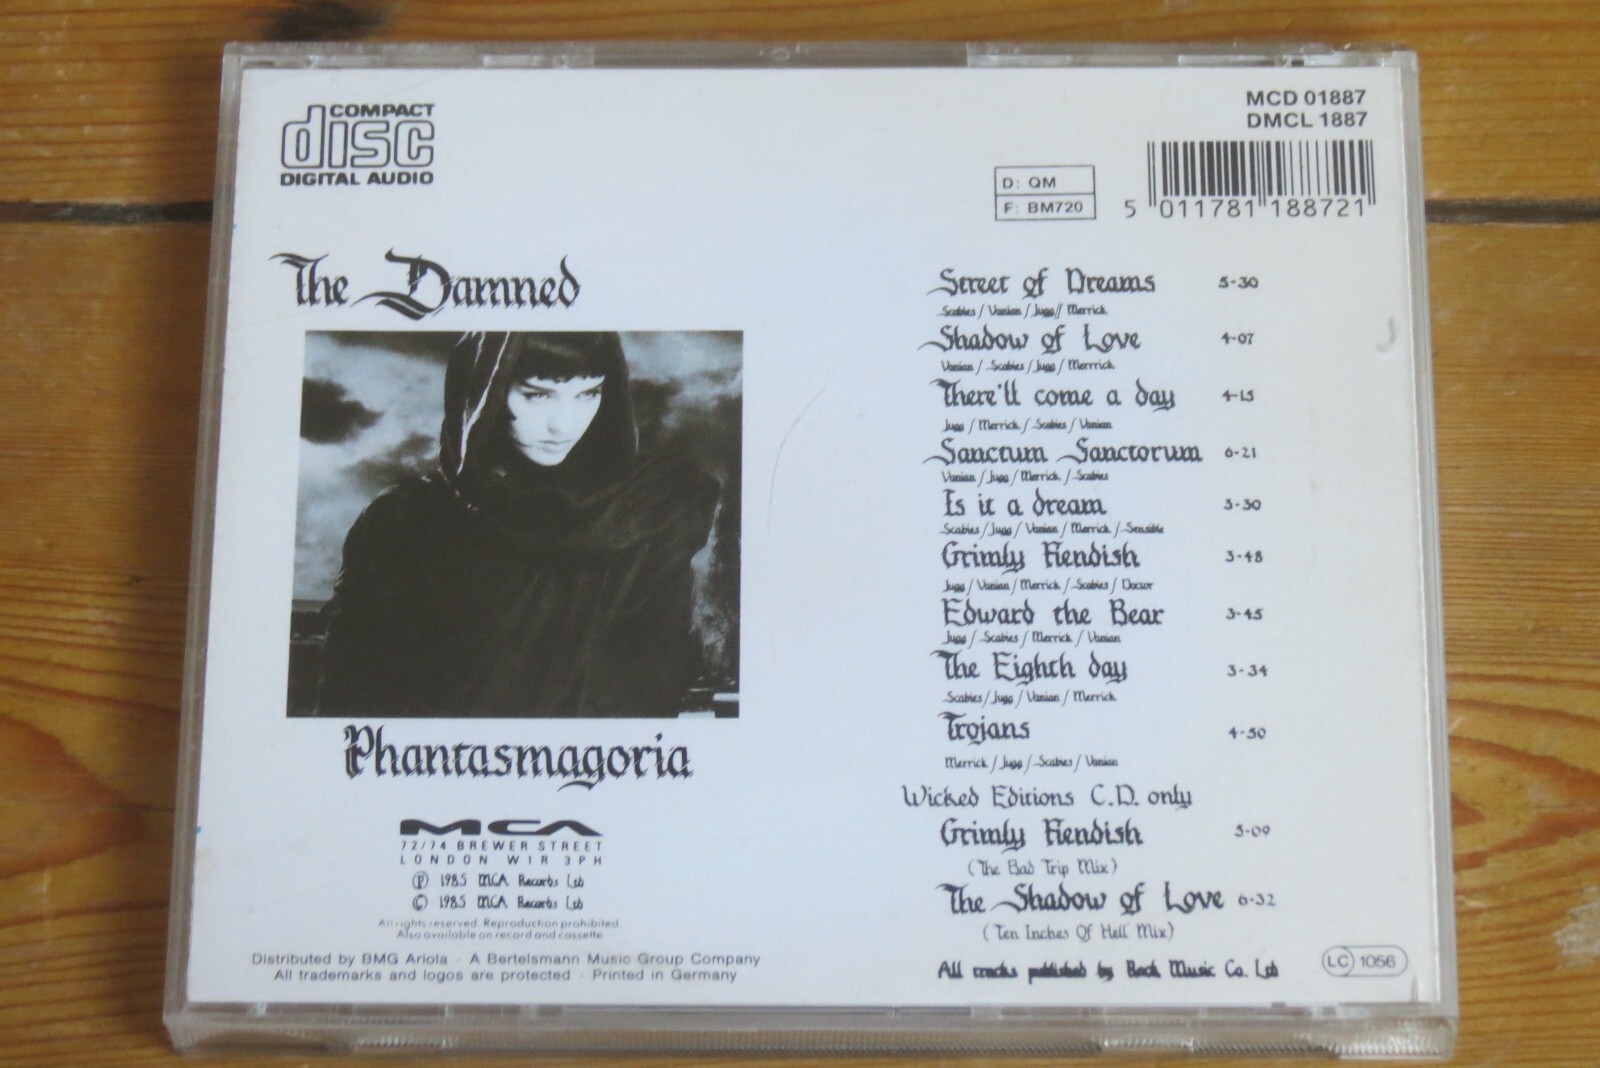 COMPACT
disc
DIGITAL AUDIO
MCD 01887
DMCL 1887
D: QM
F: BM720
5 011781 188721
The Damned
Phantasmagoria
MCA
72/74 BREWER STREET
LONDON W1R 3PH
℗ 1985 MCA Records Ltd
© 1985 MCA Records Ltd
All rights reserved. Reproduction prohibited.
Also available on record and cassette
Distributed by BMG Ariola · A Bertelsmann Music Group Company
All trademarks and logos are protected · Printed in Germany
Street of Dreams 5-30
Scabies / Vanian / Jugg / Merrick
Shadow of Love 4-07
Vanian / Scabies / Jugg / Merrrick
There'll come a day 4-15
Jugg / Merrick / Scabies / Vanian
Sanctum Sanctorum 6-21
Vanian / Jugg / Merrick / Scabies
Is it a dream 3-30
Scabies / Jugg / Vanian / Merrick / Sensible
Grimly Fiendish 3-48
Jugg / Vanian / Merrick / Scabies / Doctor
Edward the Bear 3-45
Jugg / Scabies / Merrick / Vanian
The Eighth day 3-34
Scabies / Jugg / Vanian / Merrick
Trojans 4-50
Merrick / Jugg / Scabies / Vanian
Wicked Editions C.D. only
Grimly Fiendish 5-09
(The Bad Trip Mix)
The Shadow of Love 6-32
(Ten Inches Of Hell Mix)
All tracks published by Rock Music Co. Ltd
LC 1056